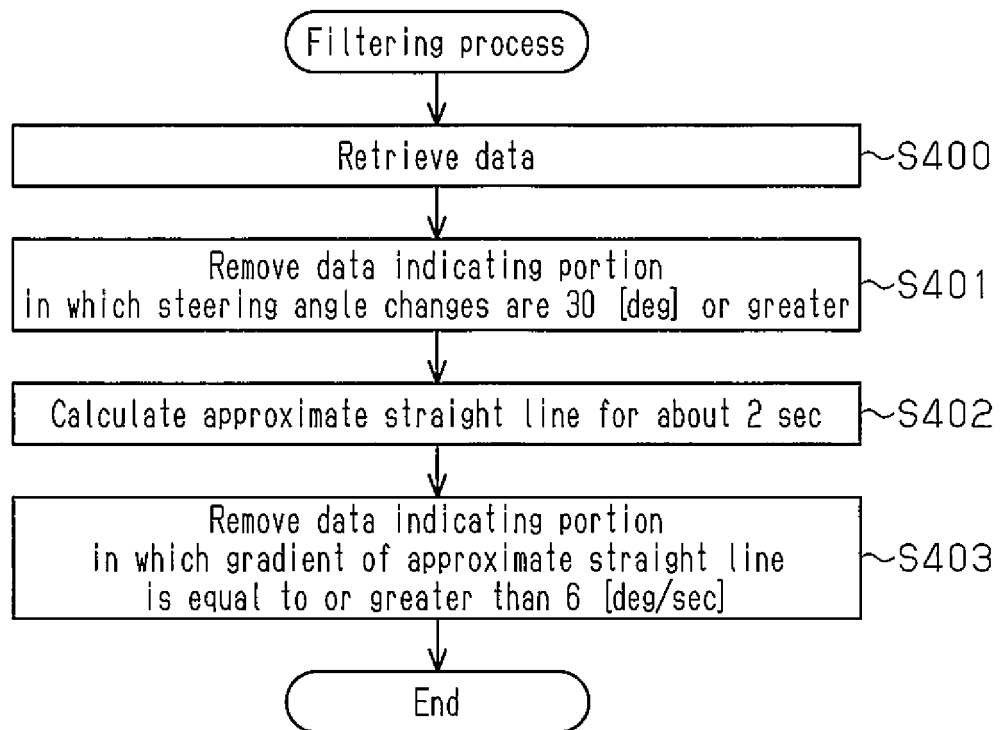 Filtering process
Retrieve data
S400
Remove data indicating portion
in which steering angle changes are 30 [deg] or greater
S401
Calculate approximate straight line for about 2 sec
S402
Remove data indicating portion
in which gradient of approximate straight line
is equal to or greater than 6 [deg/sec]
S403
End